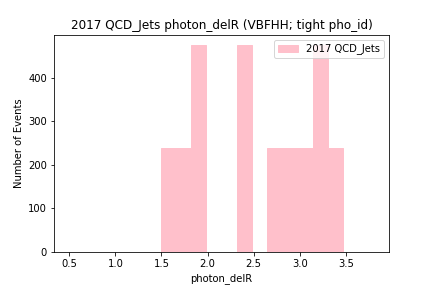 2017 QCD_Jets photon_delR (VBFHH; tight pho_id)
2017 QCD_Jets
Number of Events
400
300
200
100
0
0.5 1.0 1.5 2.0 2.5 3.0 3.5
photon_delR